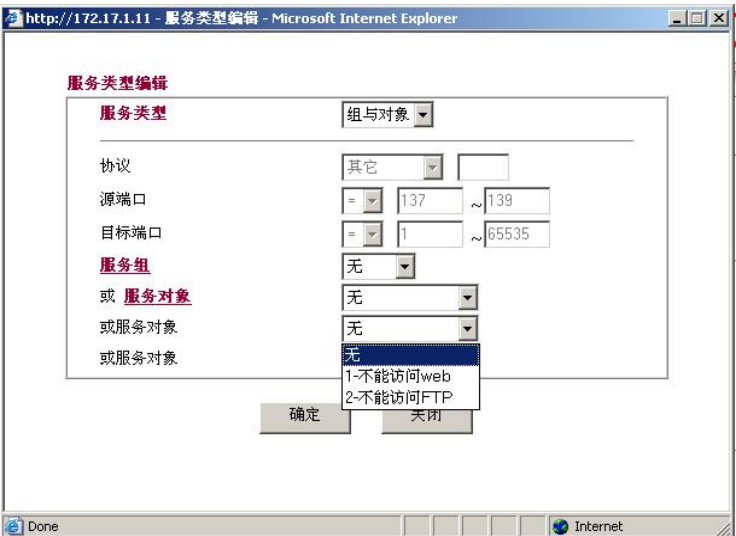 http://172.17.1.11 - 服务类型编辑 - Microsoft Internet Explorer
服务类型编辑
服务类型 组与对象
协议 其它
源端口 = 137 ~ 139
目标端口 = 1 ~ 65535
服务组 无
或 服务对象 无
或服务对象 无
无
或服务对象
1-不能访问web
2-不能访问FTP
确定 关闭
Done Internet